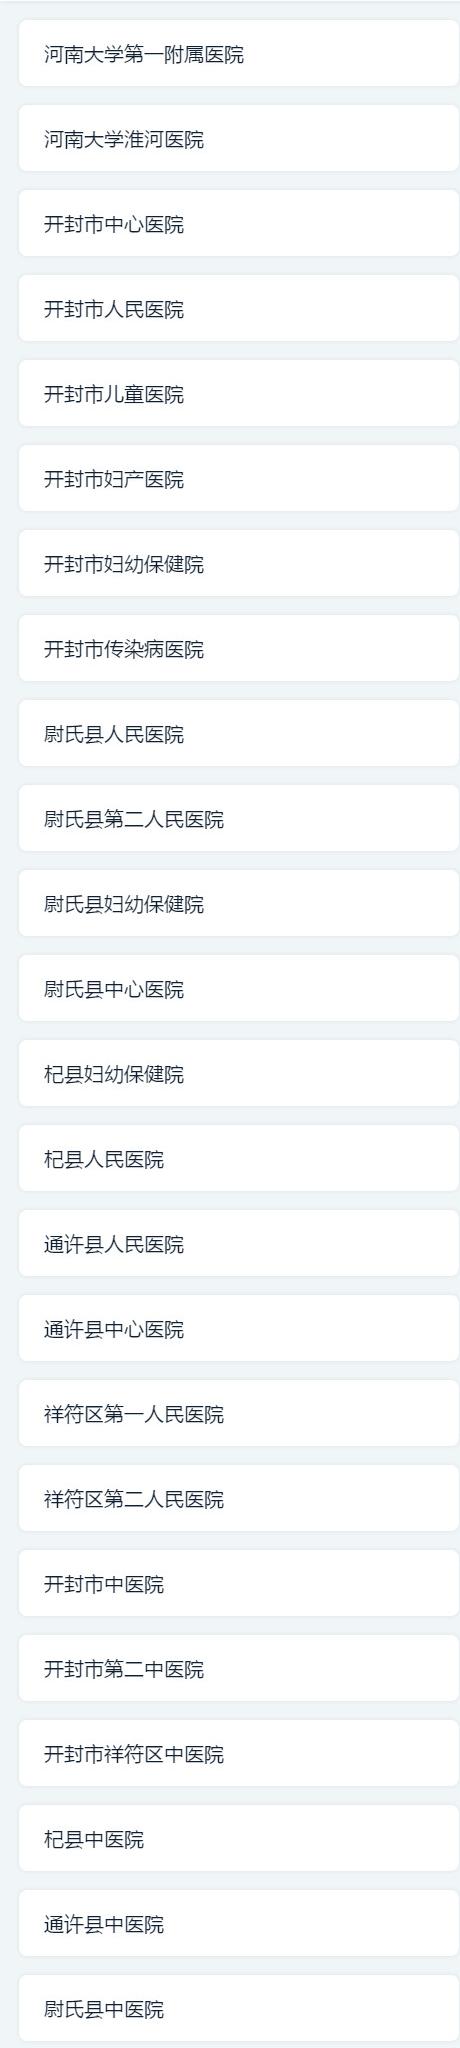 河南大学第一附属医院
河南大学淮河医院
开封市中心医院
开封市人民医院
开封市儿童医院
开封市妇产医院
开封市妇幼保健院
开封市传染病医院
尉氏县人民医院
尉氏县第二人民医院
尉氏县妇幼保健院
尉氏县中心医院
杞县妇幼保健院
杞县人民医院
通许县人民医院
通许县中心医院
祥符区第一人民医院
祥符区第二人民医院
开封市中医院
开封市第二中医院
开封市祥符区中医院
杞县中医院
通许县中医院
尉氏县中医院